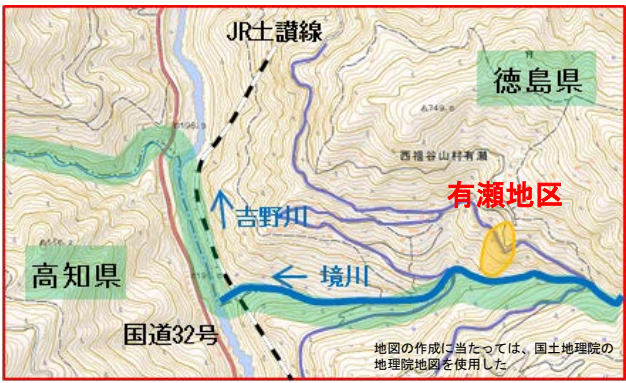 JR土讃線
徳島県
西祖谷山村有瀬
有瀬地区
吉野川
境川
高知県
国道32号
地図の作成に当たっては、国土地理院の
地理院地図を使用した